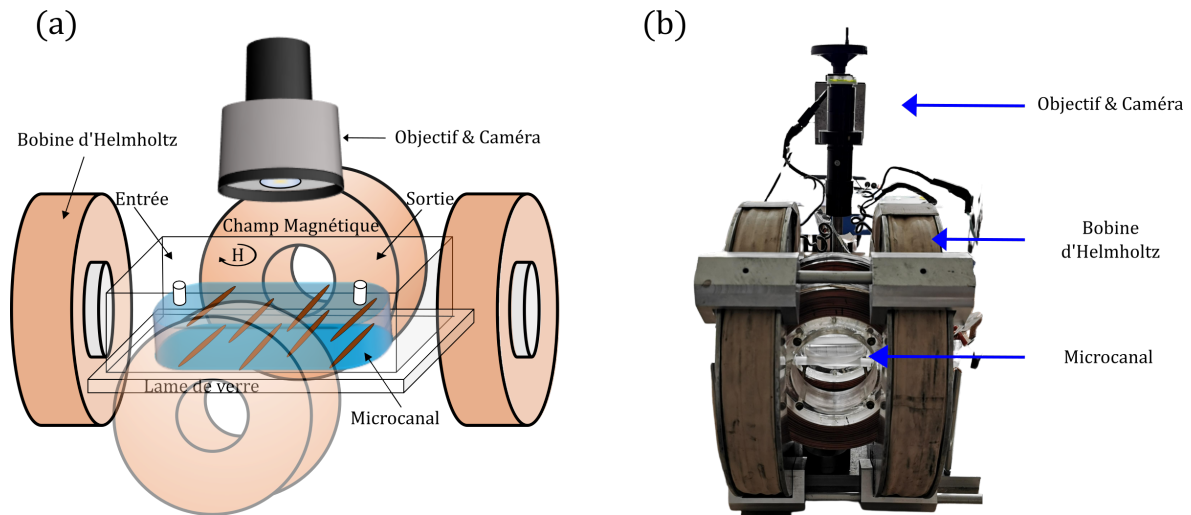 (a)
Bobine d'Helmholtz
Objectif & Caméra
Entrée
Sortie
Champ Magnétique
H
Lame de verre
Microcanal
(b)
Objectif & Caméra
Bobine
d'Helmholtz
Microcanal